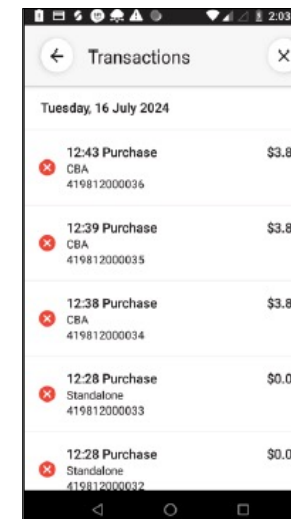 2:03
Transactions
Tuesday, 16 July 2024
12:43 Purchase $3.8
CBA
419812000036
12:39 Purchase $3.8
CBA
419812000035
12:38 Purchase $3.8
CBA
419812000034
12:28 Purchase $0.0
Standalone
419812000033
12:28 Purchase $0.0
Standalone
419812000032